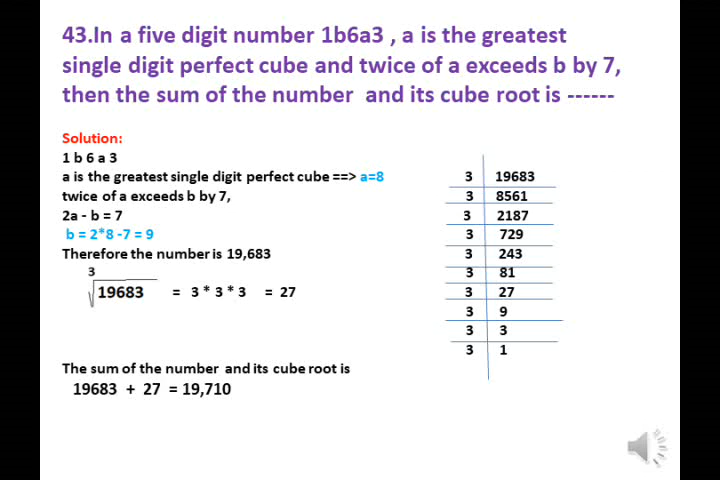 43.In a five digit number 1b6a3 , a is the greatest
single digit perfect cube and twice of a exceeds b by 7,
then the sum of the number and its cube root is ------
Solution:
1 b 6 a 3
a is the greatest single digit perfect cube ==> a=8
twice of a exceeds b by 7,
2a - b = 7
b = 2*8 -7 = 9
Therefore the number is 19,683
3
√19683 = 3 * 3 * 3 = 27
The sum of the number and its cube root is
19683 + 27 = 19,710
3 19683
3 8561
3 2187
3 729
3 243
3 81
3 27
3 9
3 3
3 1